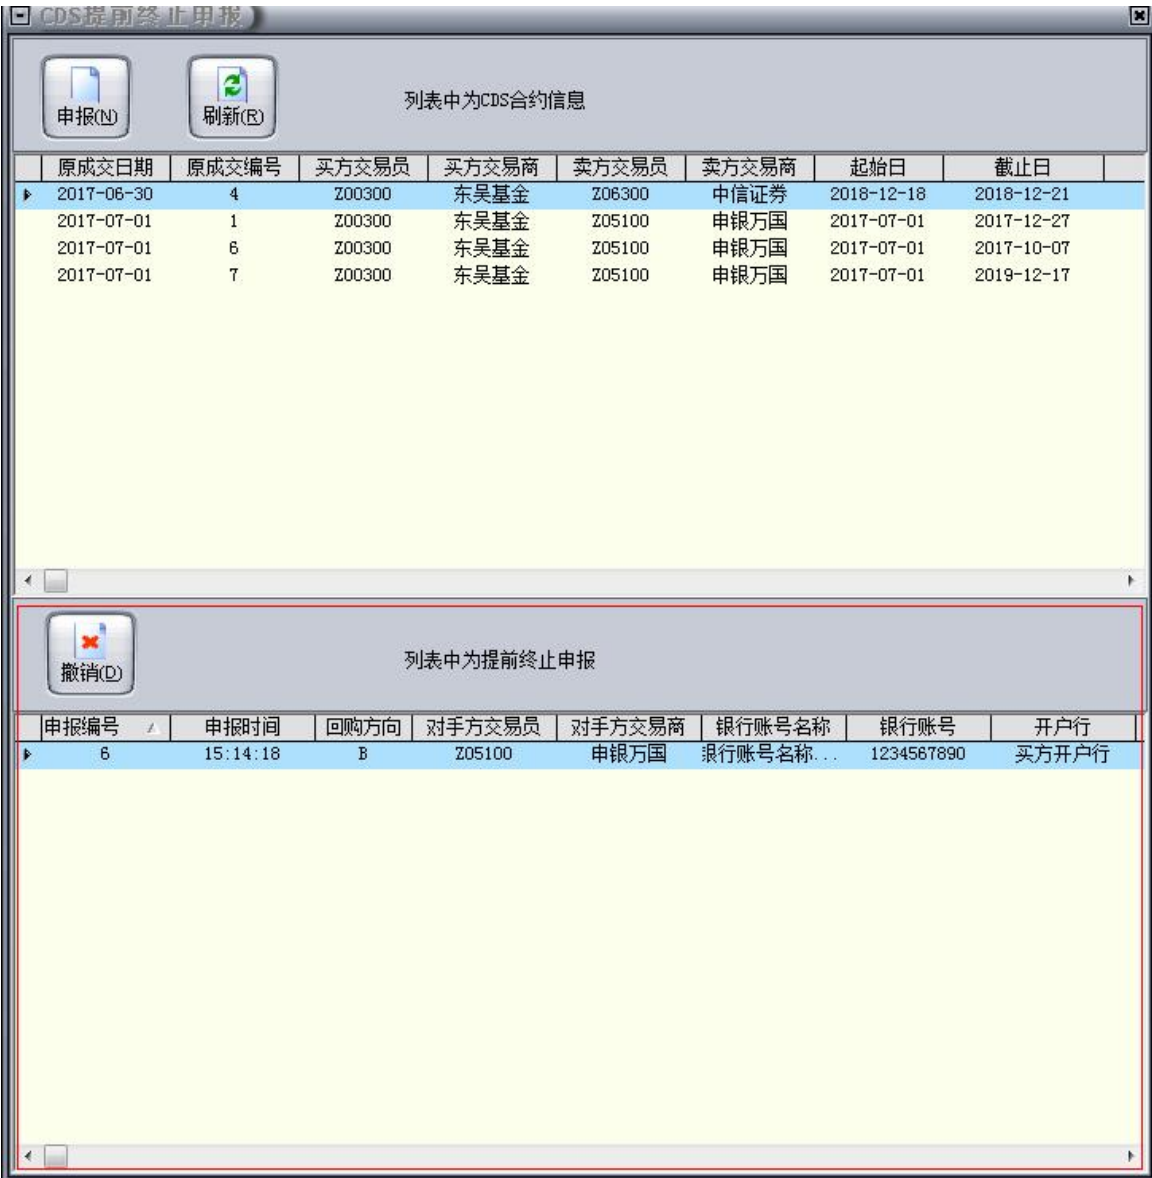 CDS提前终止申报
申报(N) 刷新(R) 列表中为CDS合约信息
原成交日期 原成交编号 买方交易员 买方交易商 卖方交易员 卖方交易商 起始日 截止日
2017-06-30 4 Z00300 东吴基金 Z06300 中信证券 2018-12-18 2018-12-21
2017-07-01 1 Z00300 东吴基金 Z05100 申银万国 2017-07-01 2017-12-27
2017-07-01 6 Z00300 东吴基金 Z05100 申银万国 2017-07-01 2017-10-07
2017-07-01 7 Z00300 东吴基金 Z05100 申银万国 2017-07-01 2019-12-17
撤销(D) 列表中为提前终止申报
申报编号 申报时间 回购方向 对手方交易员 对手方交易商 银行账号名称 银行账号 开户行
6 15:14:18 B Z05100 申银万国 银行账号名称... 1234567890 买方开户行